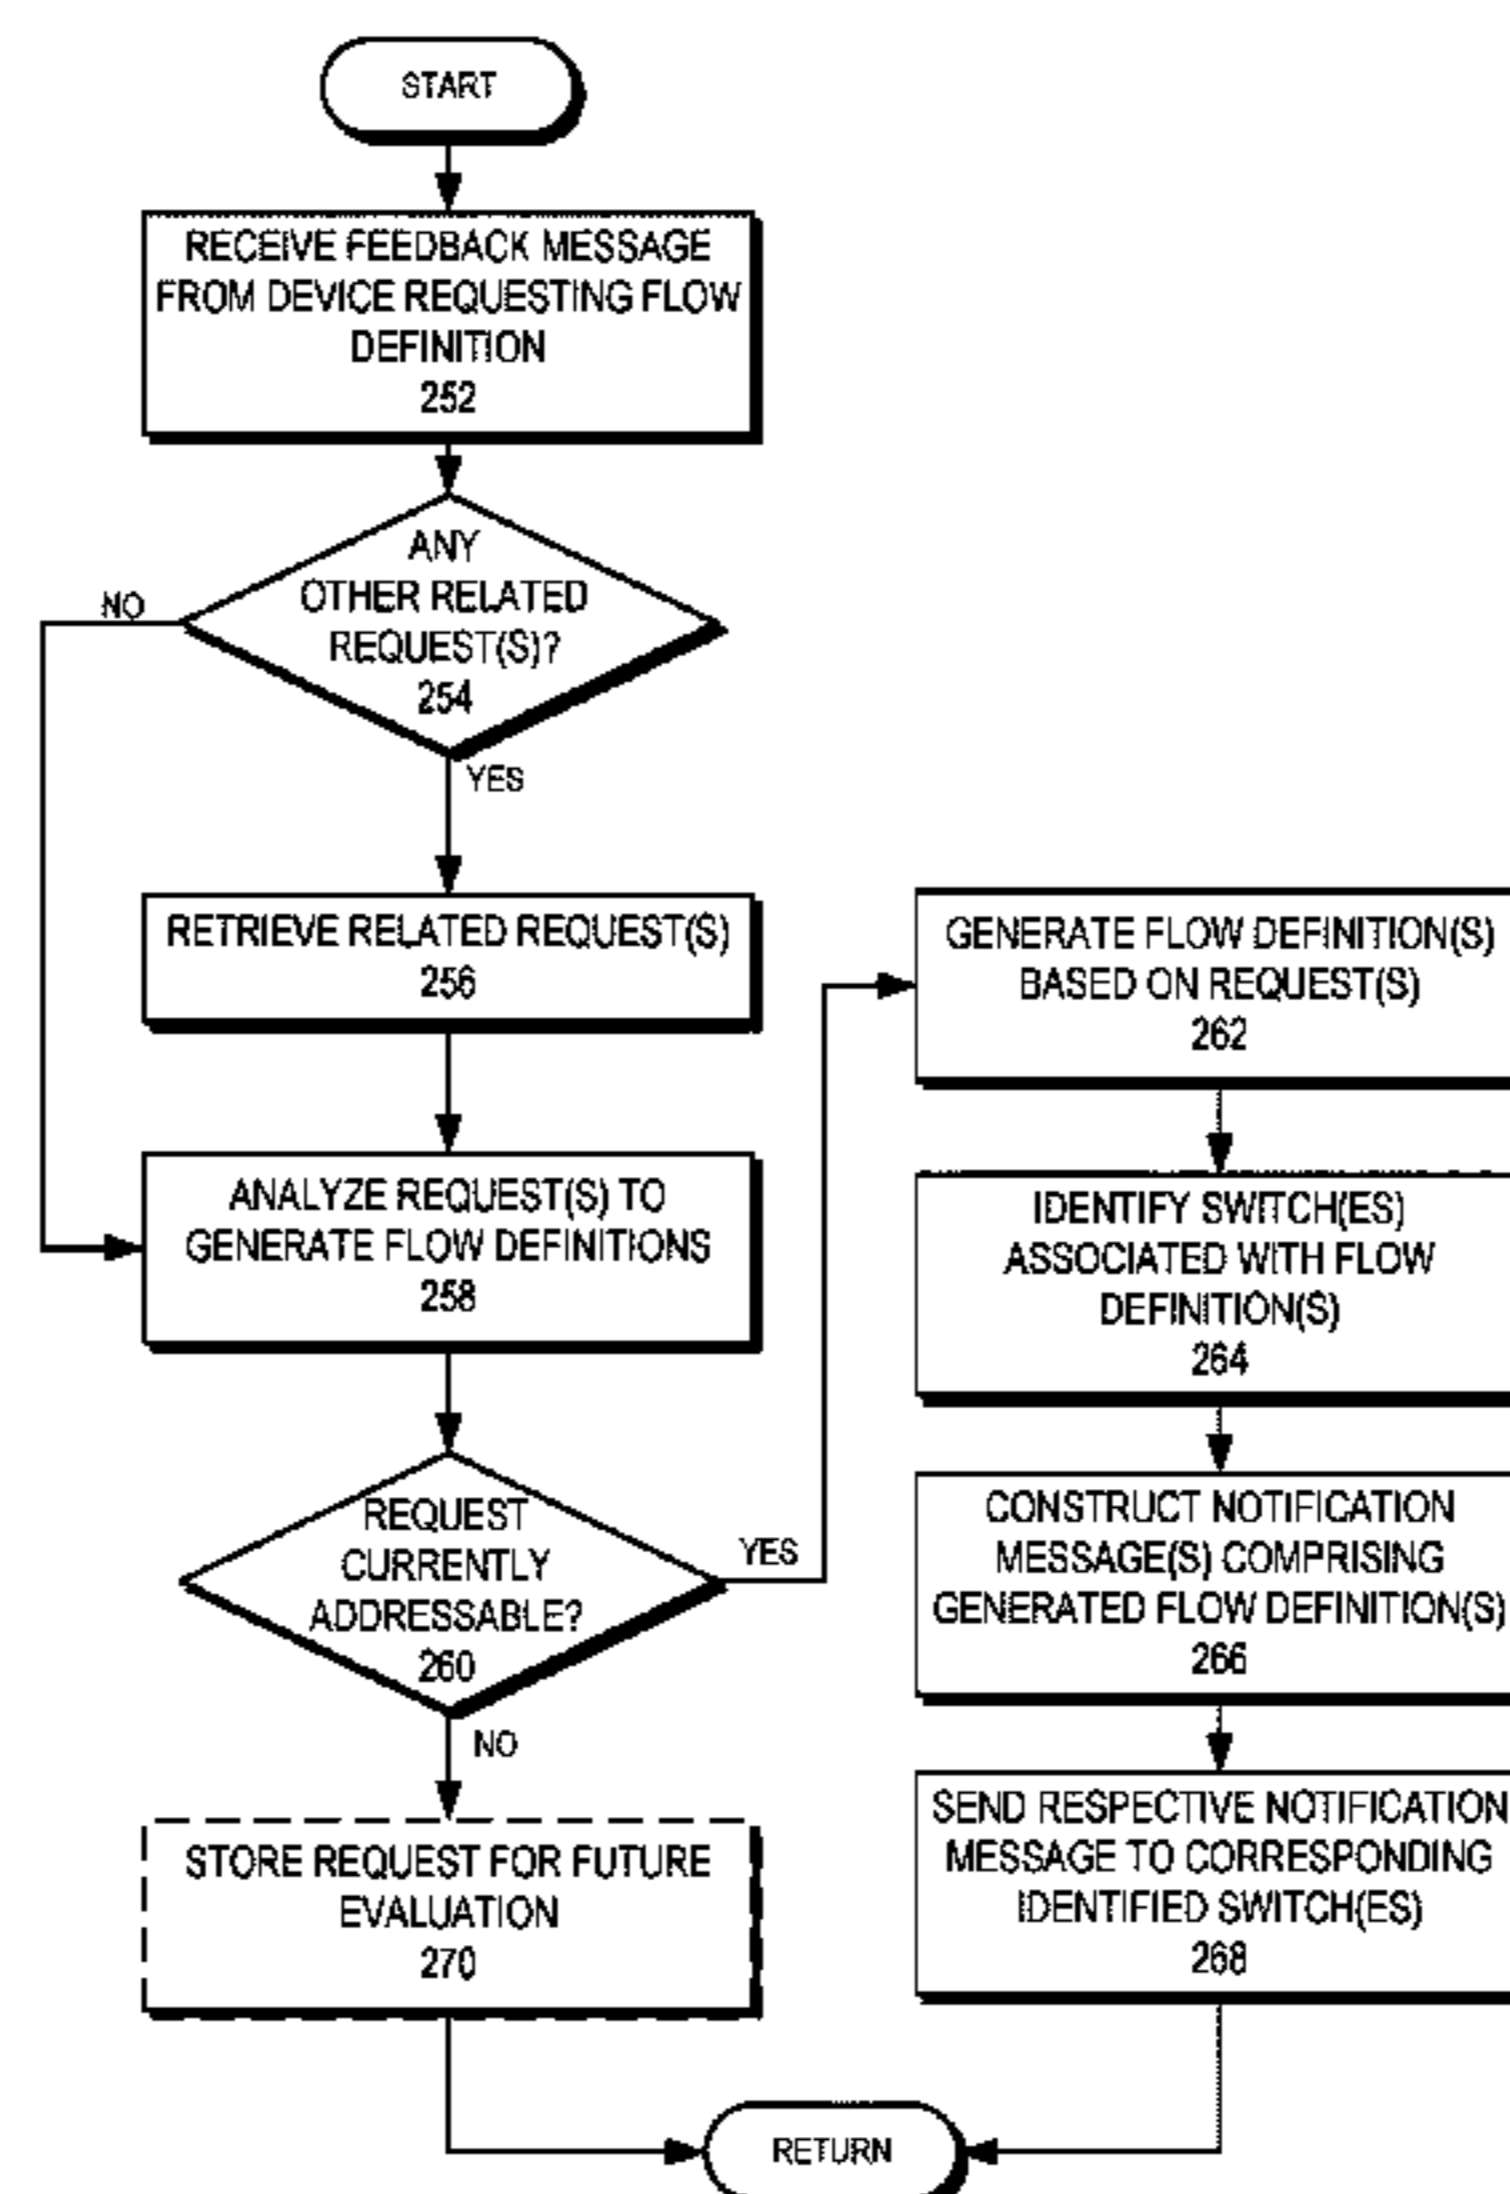 START
RECEIVE FEEDBACK MESSAGE
FROM DEVICE REQUESTING FLOW
DEFINITION
252
ANY
OTHER RELATED
REQUEST(S)?
254
NO
YES
RETRIEVE RELATED REQUEST(S)
256
ANALYZE REQUEST(S) TO
GENERATE FLOW DEFINITIONS
258
REQUEST
CURRENTLY
ADDRESSABLE?
260
YES
NO
STORE REQUEST FOR FUTURE
EVALUATION
270
GENERATE FLOW DEFINITION(S)
BASED ON REQUEST(S)
262
IDENTIFY SWITCH(ES)
ASSOCIATED WITH FLOW
DEFINITION(S)
264
CONSTRUCT NOTIFICATION
MESSAGE(S) COMPRISING
GENERATED FLOW DEFINITION(S)
266
SEND RESPECTIVE NOTIFICATION
MESSAGE TO CORRESPONDING
IDENTIFIED SWITCH(ES)
268
RETURN